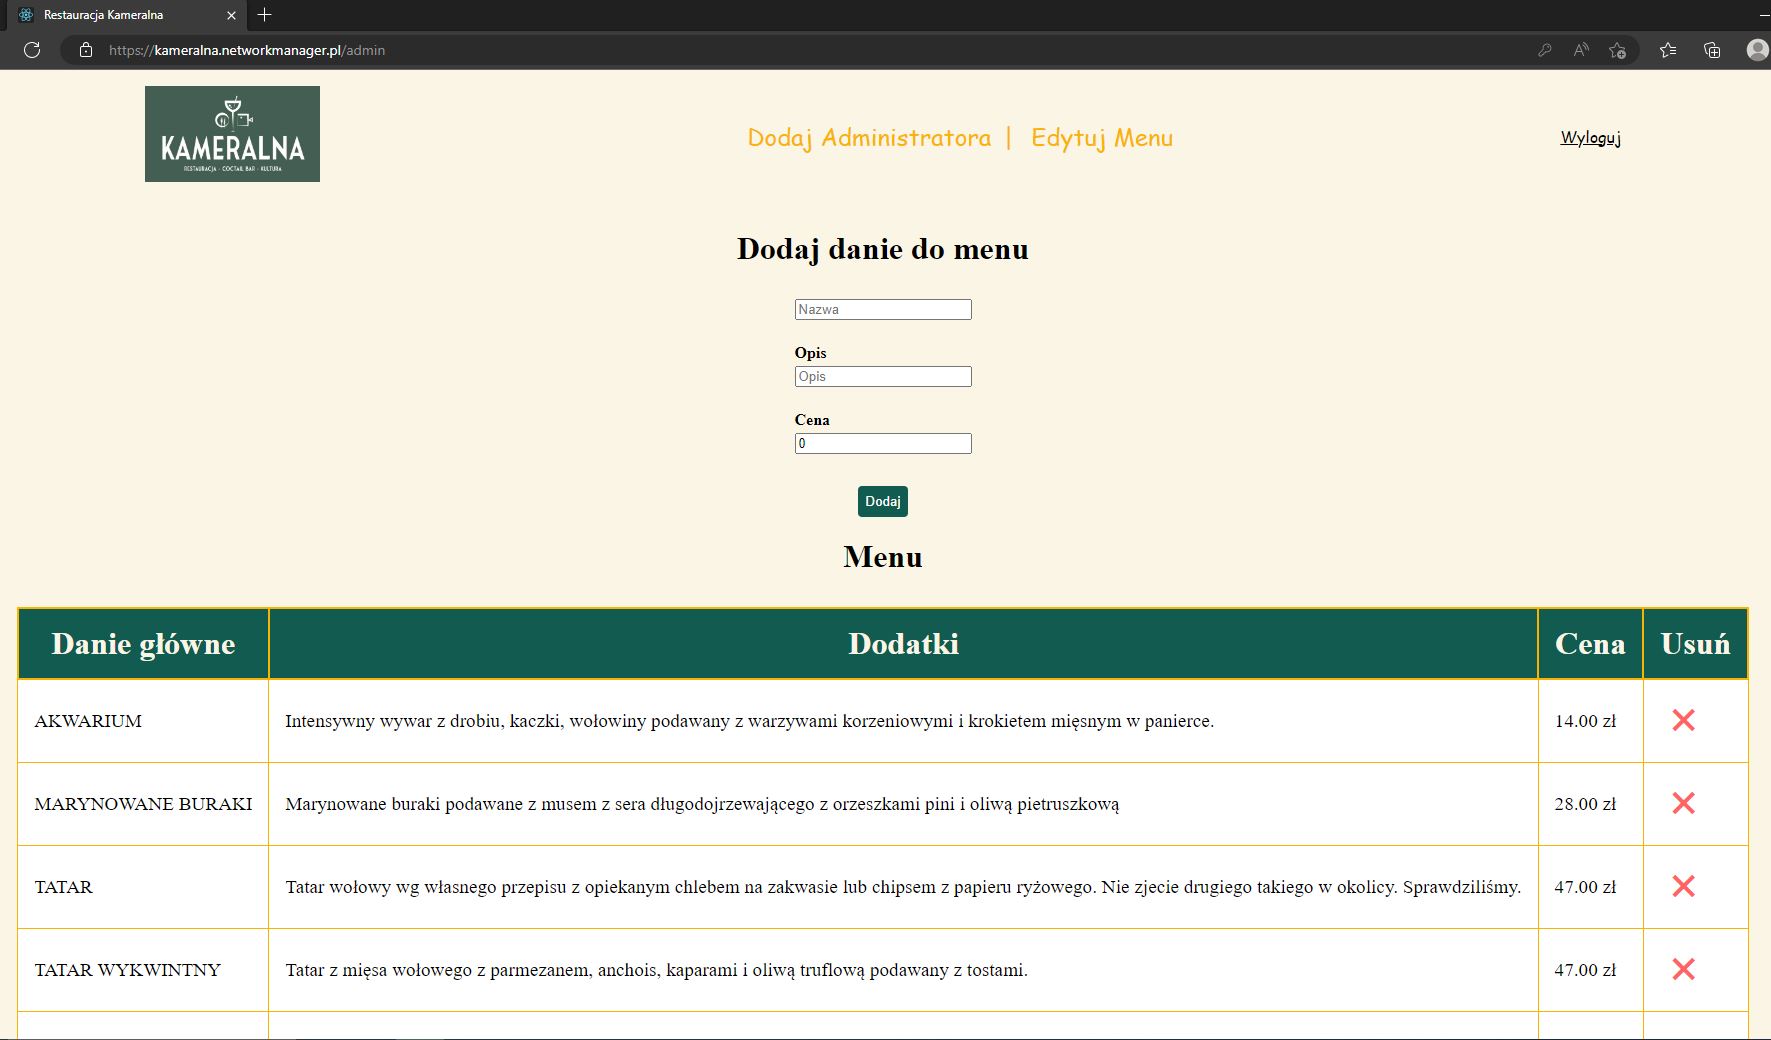 Restauracja Kameralna
https://kameralna.networkmanager.pl/admin
KAMERALNA
RESTAURACJA - COCTAIL BAR - KULTURA
Dodaj Administratora | Edytuj Menu
Wyloguj
Dodaj danie do menu
Nazwa
Opis
Opis
Cena
0
Dodaj
Menu
Danie główne Dodatki Cena Usuń
AKWARIUM Intensywny wywar z drobiu, kaczki, wołowiny podawany z warzywami korzeniowymi i krokietem mięsnym w panierce. 14.00 zł
MARYNOWANE BURAKI Marynowane buraki podawane z musem z sera długodojrzewającego z orzeszkami pini i oliwą pietruszkową 28.00 zł
TATAR Tatar wołowy wg własnego przepisu z opiekanym chlebem na zakwasie lub chipsem z papieru ryżowego. Nie zjecie drugiego takiego w okolicy. Sprawdziliśmy. 47.00 zł
TATAR WYKWINTNY Tatar z mięsa wołowego z parmezanem, anchois, kaparami i oliwą truflową podawany z tostami. 47.00 zł